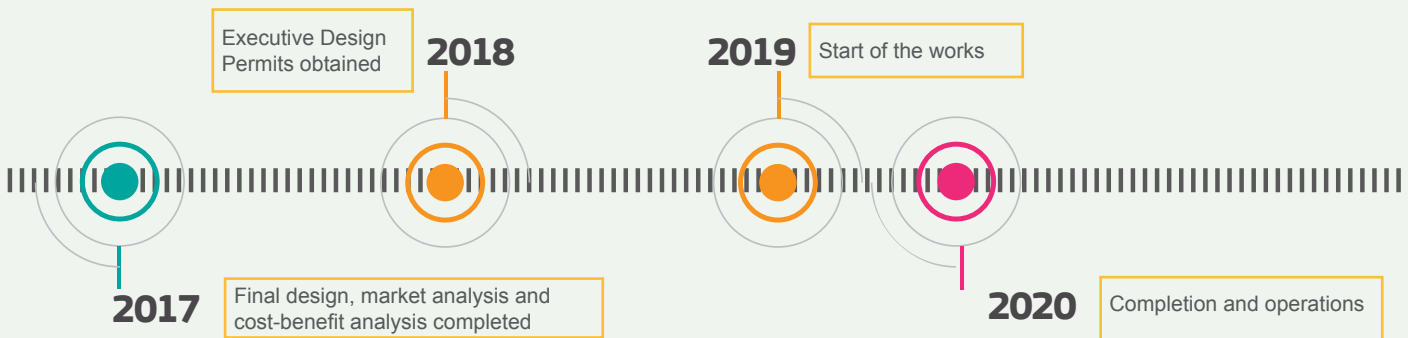 Executive Design
Permits obtained
2018
2019
Start of the works
2017
Final design, market analysis and
cost-benefit analysis completed
2020
Completion and operations